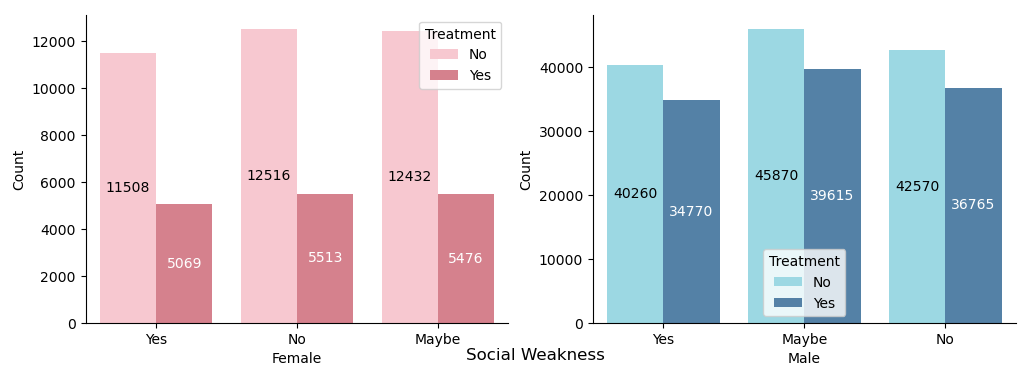 Treatment
No
Yes
12000
10000
8000
6000
4000
2000
0
Count
11508
5069
12516
5513
12432
5476
Yes
No
Maybe
Female
Social Weakness
40000
30000
20000
10000
0
Count
40260
34770
45870
39615
42570
36765
Treatment
No
Yes
Yes
Maybe
No
Male